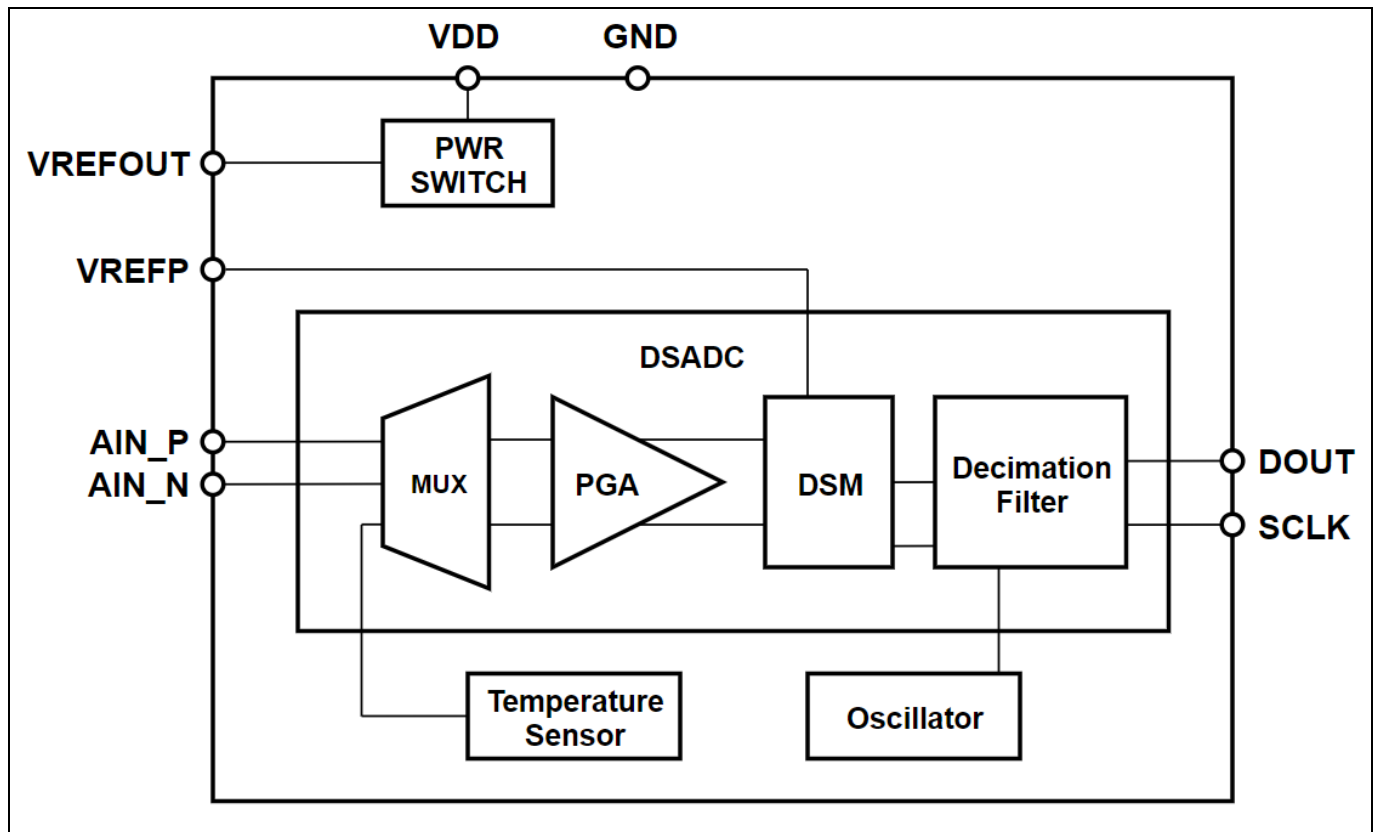 VDD
GND
PWR
SWITCH
VREFOUT
VREFP
DSADC
AIN_P
AIN_N
MUX
PGA
DSM
Decimation
Filter
DOUT
SCLK
Temperature
Sensor
Oscillator